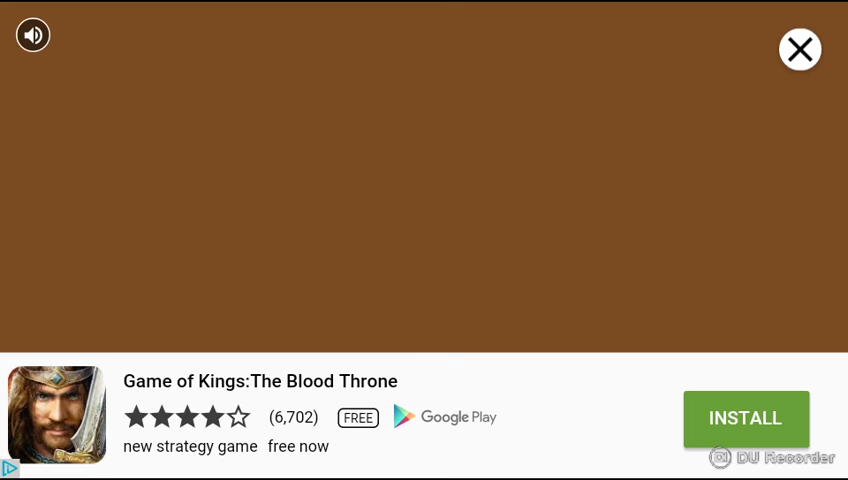 Game of Kings:The Blood Throne
(6,702) FREE Google Play
new strategy game free now
INSTALL
DU Recorder